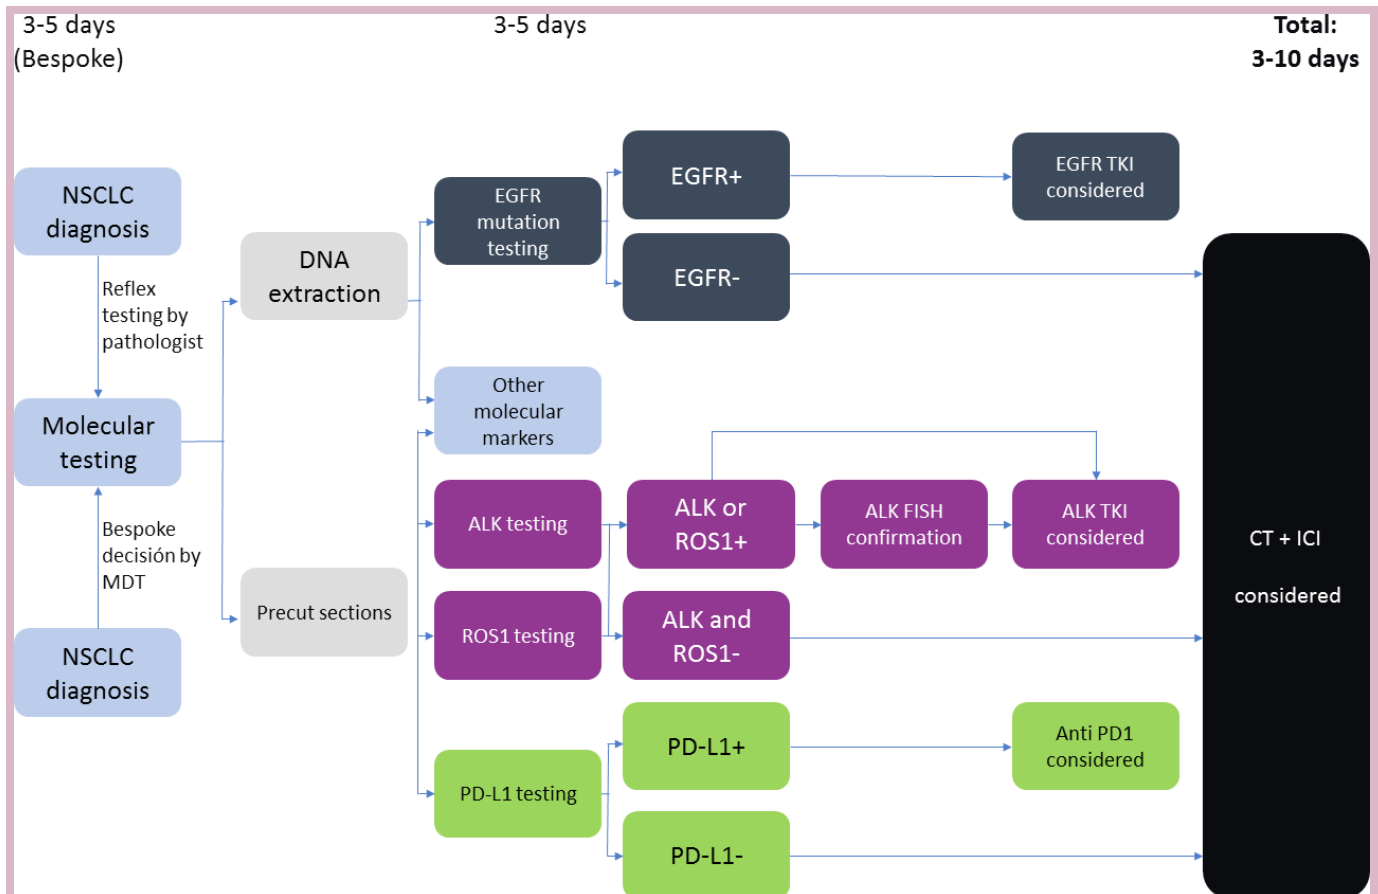 3-5 days
(Bespoke)
3-5 days
Total:
3-10 days
NSCLC
diagnosis
Reflex
testing by
pathologist
Molecular
testing
Bespoke
decisión by
MDT
NSCLC
diagnosis
DNA
extraction
Precut sections
EGFR
mutation
testing
Other
molecular
markers
ALK testing
ROS1 testing
PD-L1 testing
EGFR+
EGFR-
ALK or
ROS1+
ALK and
ROS1-
PD-L1+
PD-L1-
ALK FISH
confirmation
EGFR TKI
considered
ALK TKI
considered
Anti PD1
considered
CT + ICI
considered